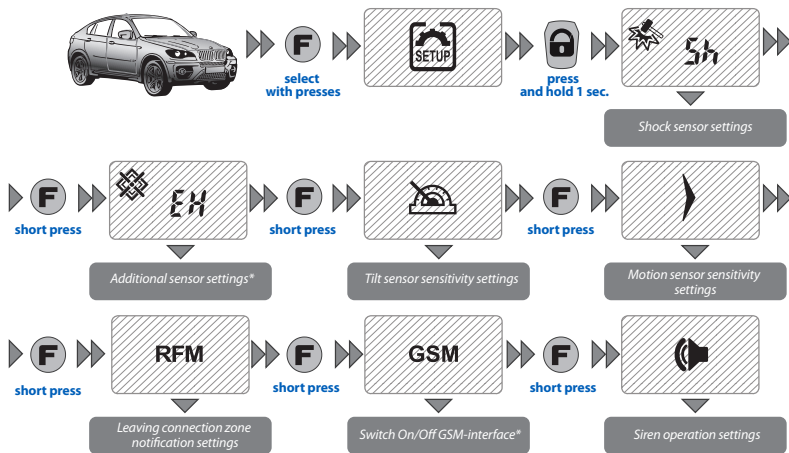 F
SETUP
Sh
select
with presses
press
and hold 1 sec.
Shock sensor settings
F
EH
F
F
short press
short press
short press
Additional sensor settings*
Tilt sensor sensitivity settings
Motion sensor sensitivity
settings
F
RFM
F
GSM
F
short press
short press
short press
Leaving connection zone
notification settings
Switch On/Off GSM-interface*
Siren operation settings